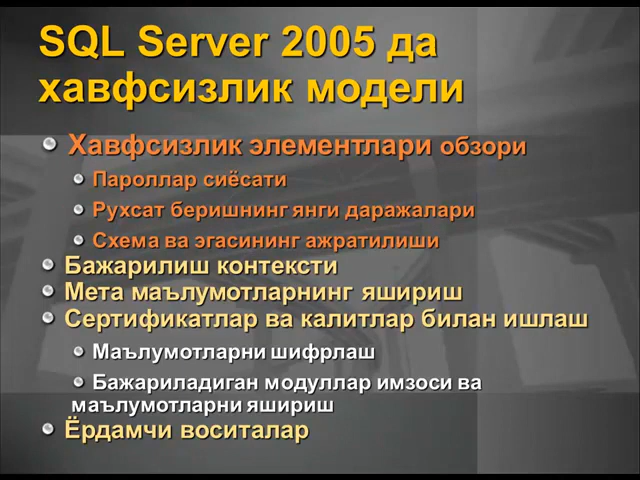 SQL Server 2005 да
хавфсизлик модели
Хавфсизлик элементлари обзори
Пароллар сиёсати
Рухсат беришнинг янги даражалари
Схема ва эгасининг ажратилиши
Бажарилиш контексти
Мета маълумотларнинг яшириш
Сертификатлар ва калитлар билан ишлаш
Маълумотларни шифрлаш
Бажариладиган модуллар имзоси ва
маълумотларни яшириш
Ёрдамчи воситалар